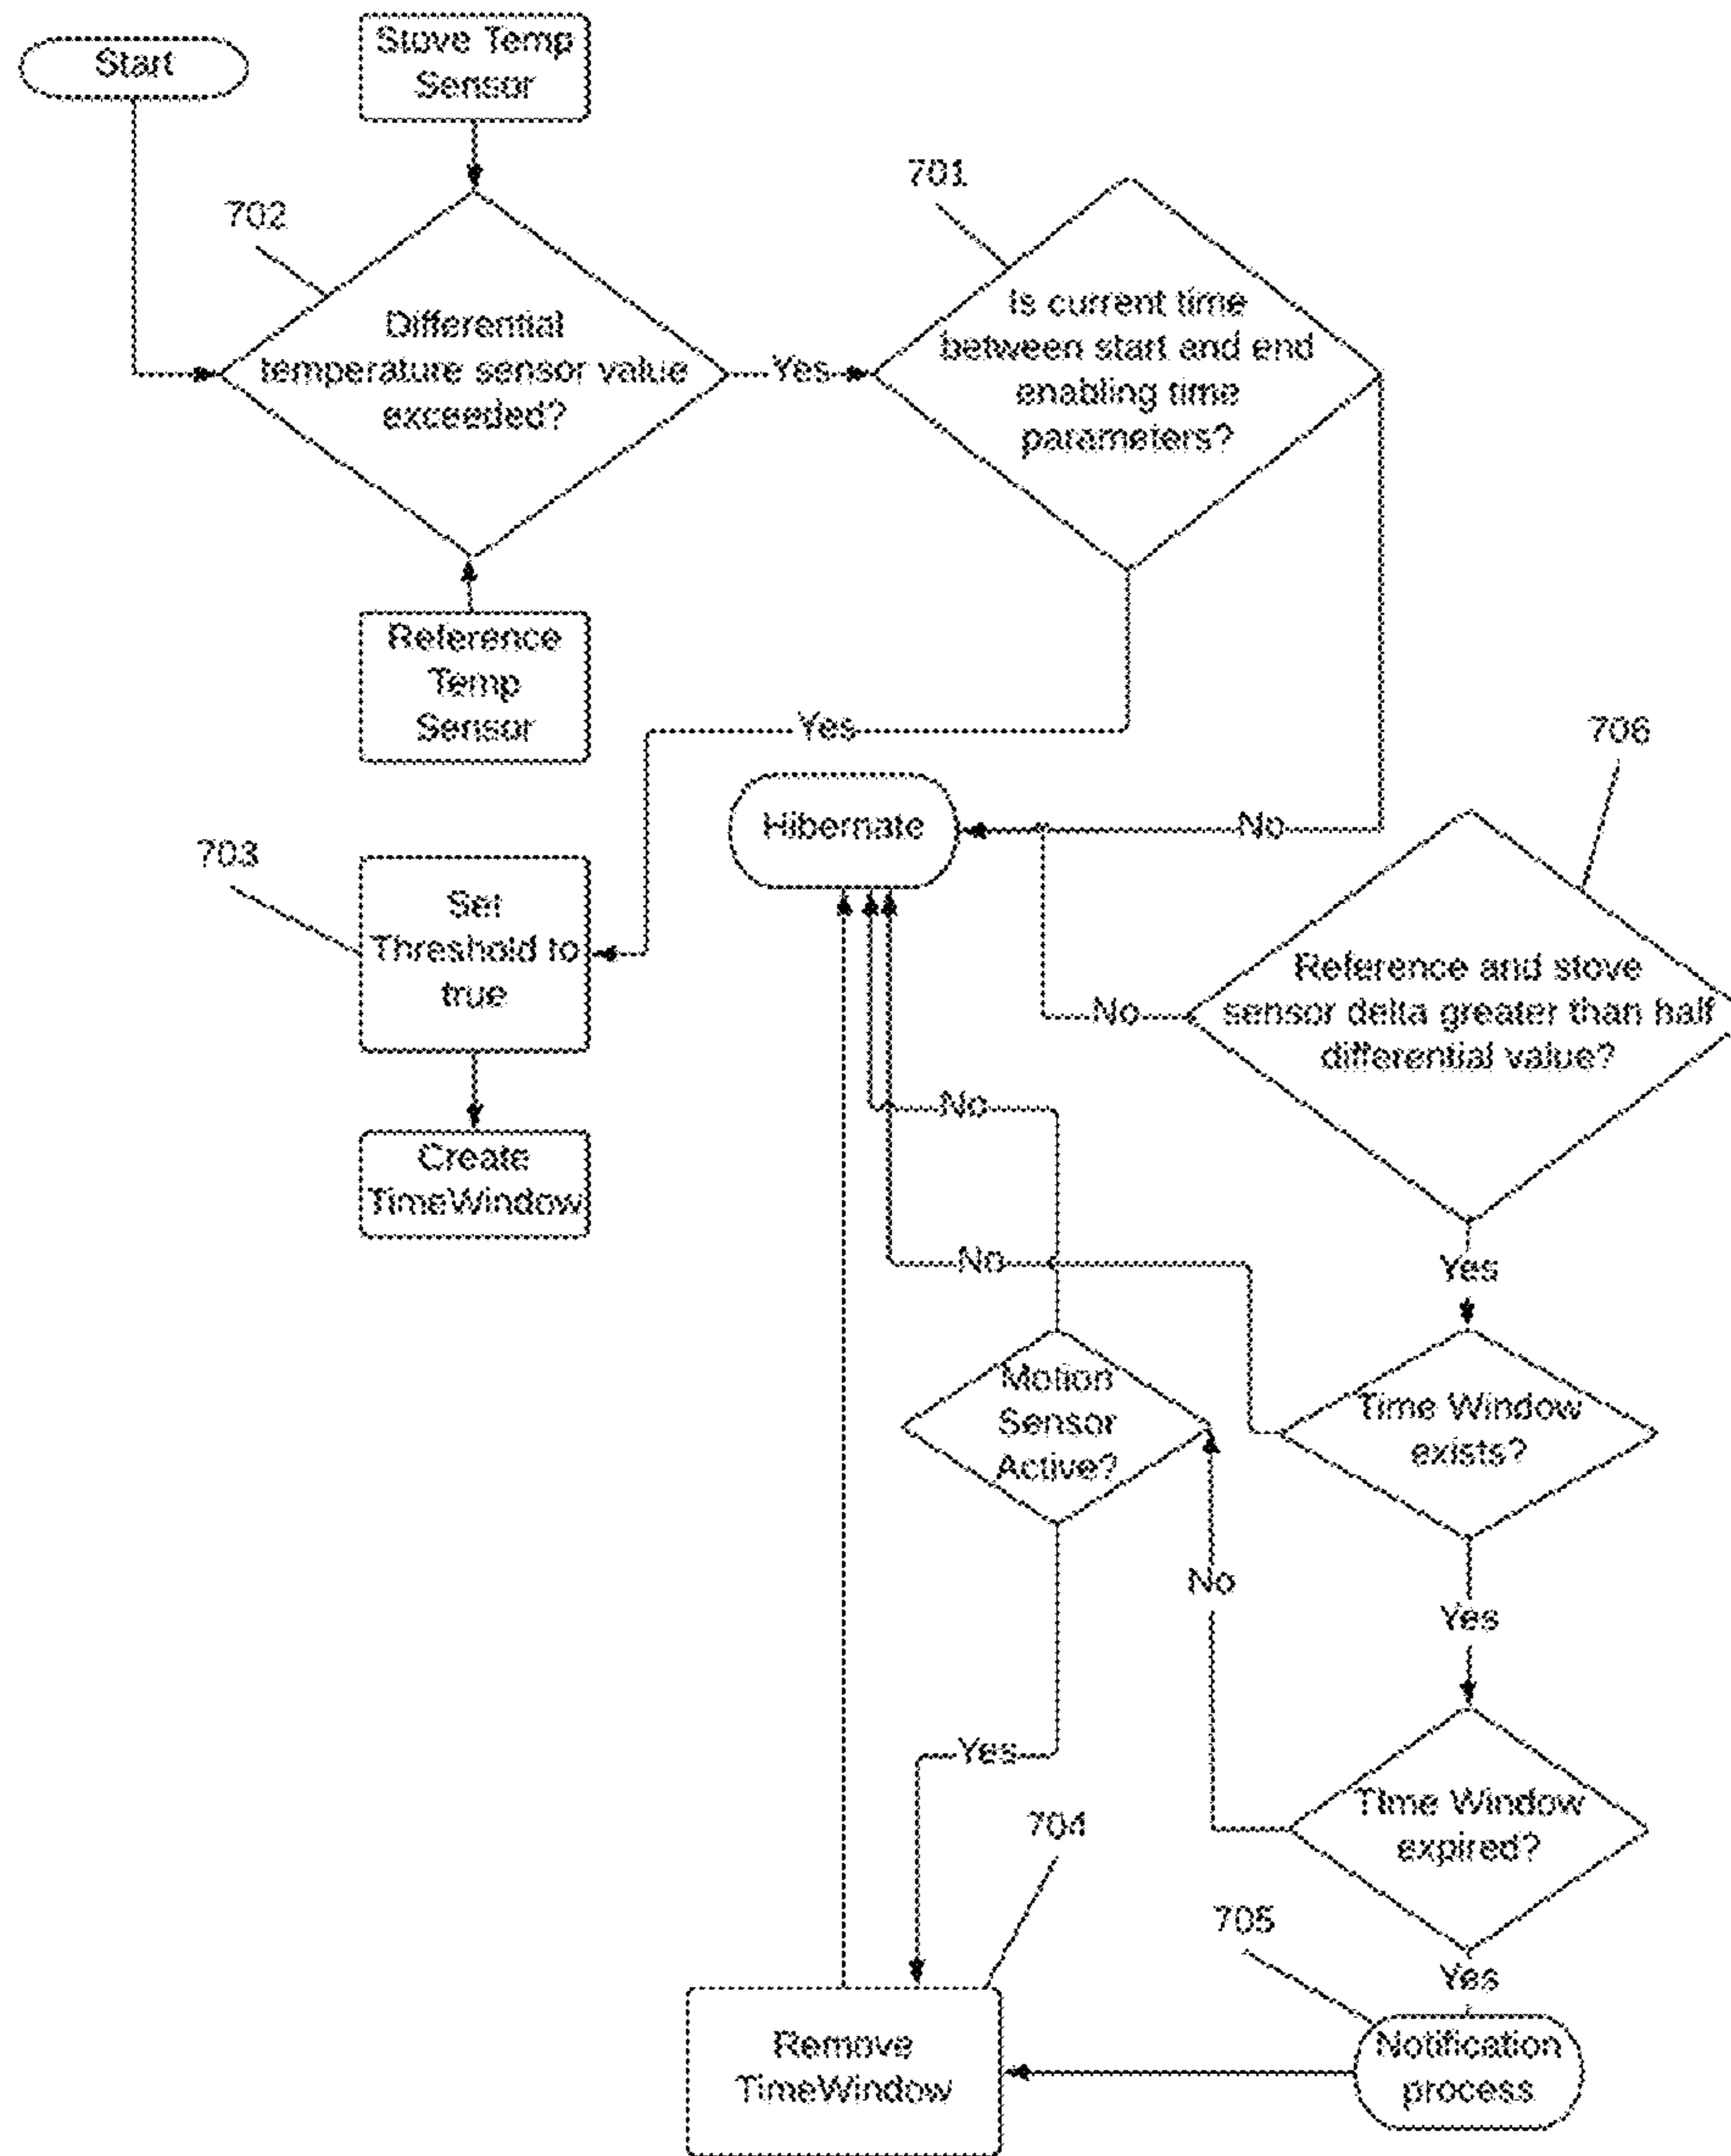 Start
Stove Temp
Sensor
702
701
Differential
temperature sensor value
exceeded?
Yes
Is current time
between start and end
enabling time
parameters?
Reference
Temp
Sensor
Yes
706
Hibernate
No
703
Set
Threshold to
true
Reference and stove
sensor delta greater than half
differential value?
No
No
Create
TimeWindow
No
Yes
Motion
Sensor
Active?
Time Window
exists?
No
Yes
Yes
704
Time Window
expired?
705
Yes
Remove
TimeWindow
Notification
process